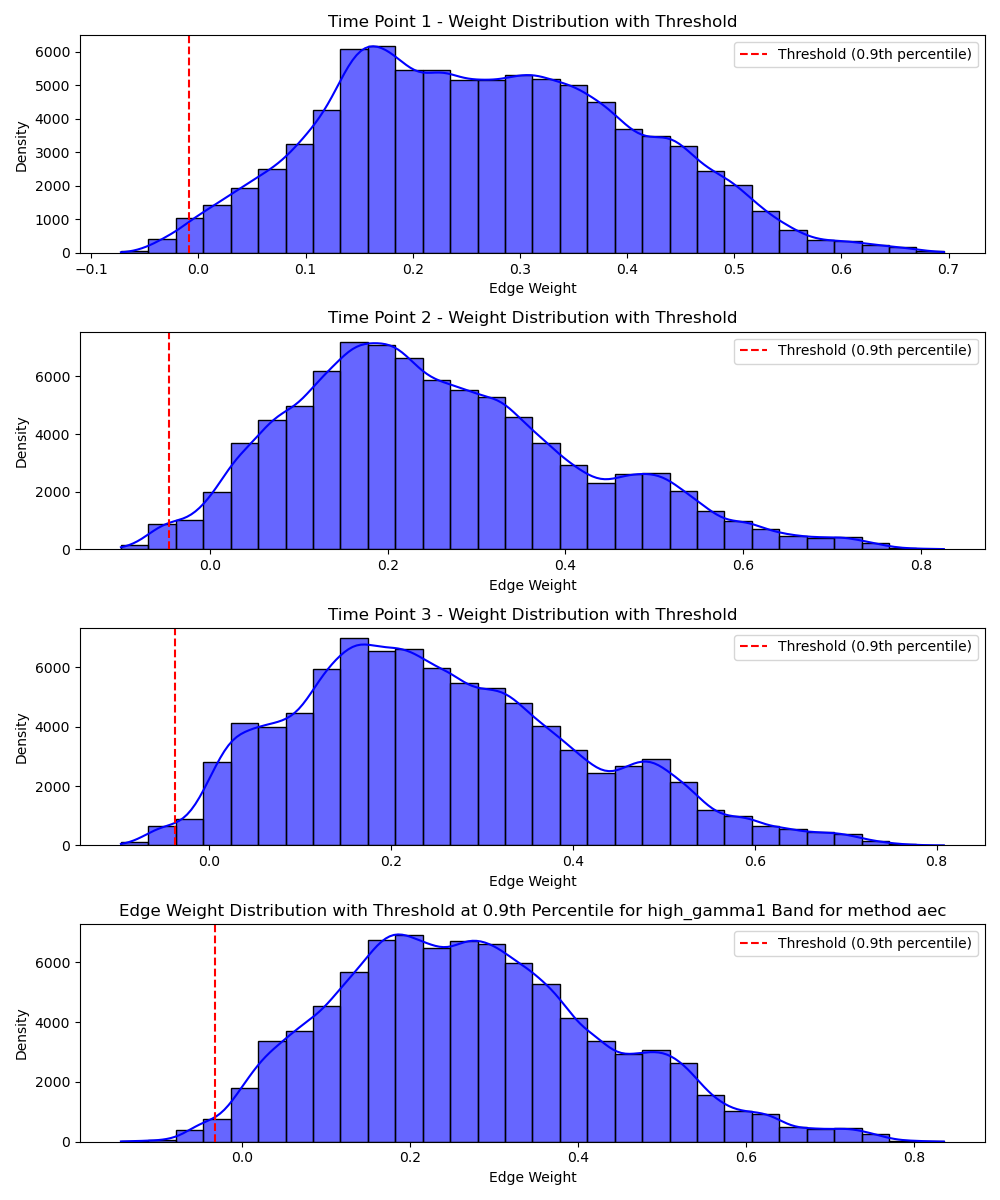 Time Point 1 - Weight Distribution with Threshold
Threshold (0.9th percentile)
6000
5000
4000
3000
2000
1000
0
Density
−0.1 0.0 0.1 0.2 0.3 0.4 0.5 0.6 0.7
Edge Weight
Time Point 2 - Weight Distribution with Threshold
Threshold (0.9th percentile)
6000
4000
2000
0
Density
0.0 0.2 0.4 0.6 0.8
Edge Weight
Time Point 3 - Weight Distribution with Threshold
Threshold (0.9th percentile)
6000
4000
2000
0
Density
0.0 0.2 0.4 0.6 0.8
Edge Weight
Edge Weight Distribution with Threshold at 0.9th Percentile for high_gamma1 Band for method aec
Threshold (0.9th percentile)
6000
4000
2000
0
Density
0.0 0.2 0.4 0.6 0.8
Edge Weight